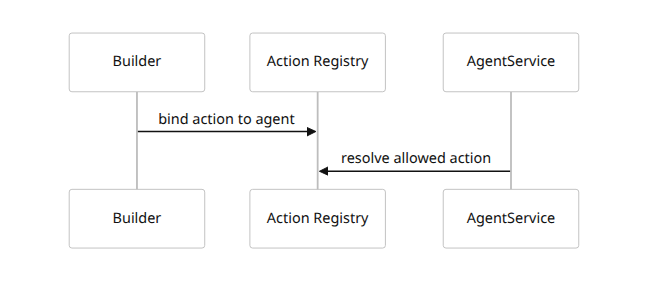 Builder
Action Registry
AgentService
bind action to agent
resolve allowed action
Builder
Action Registry
AgentService